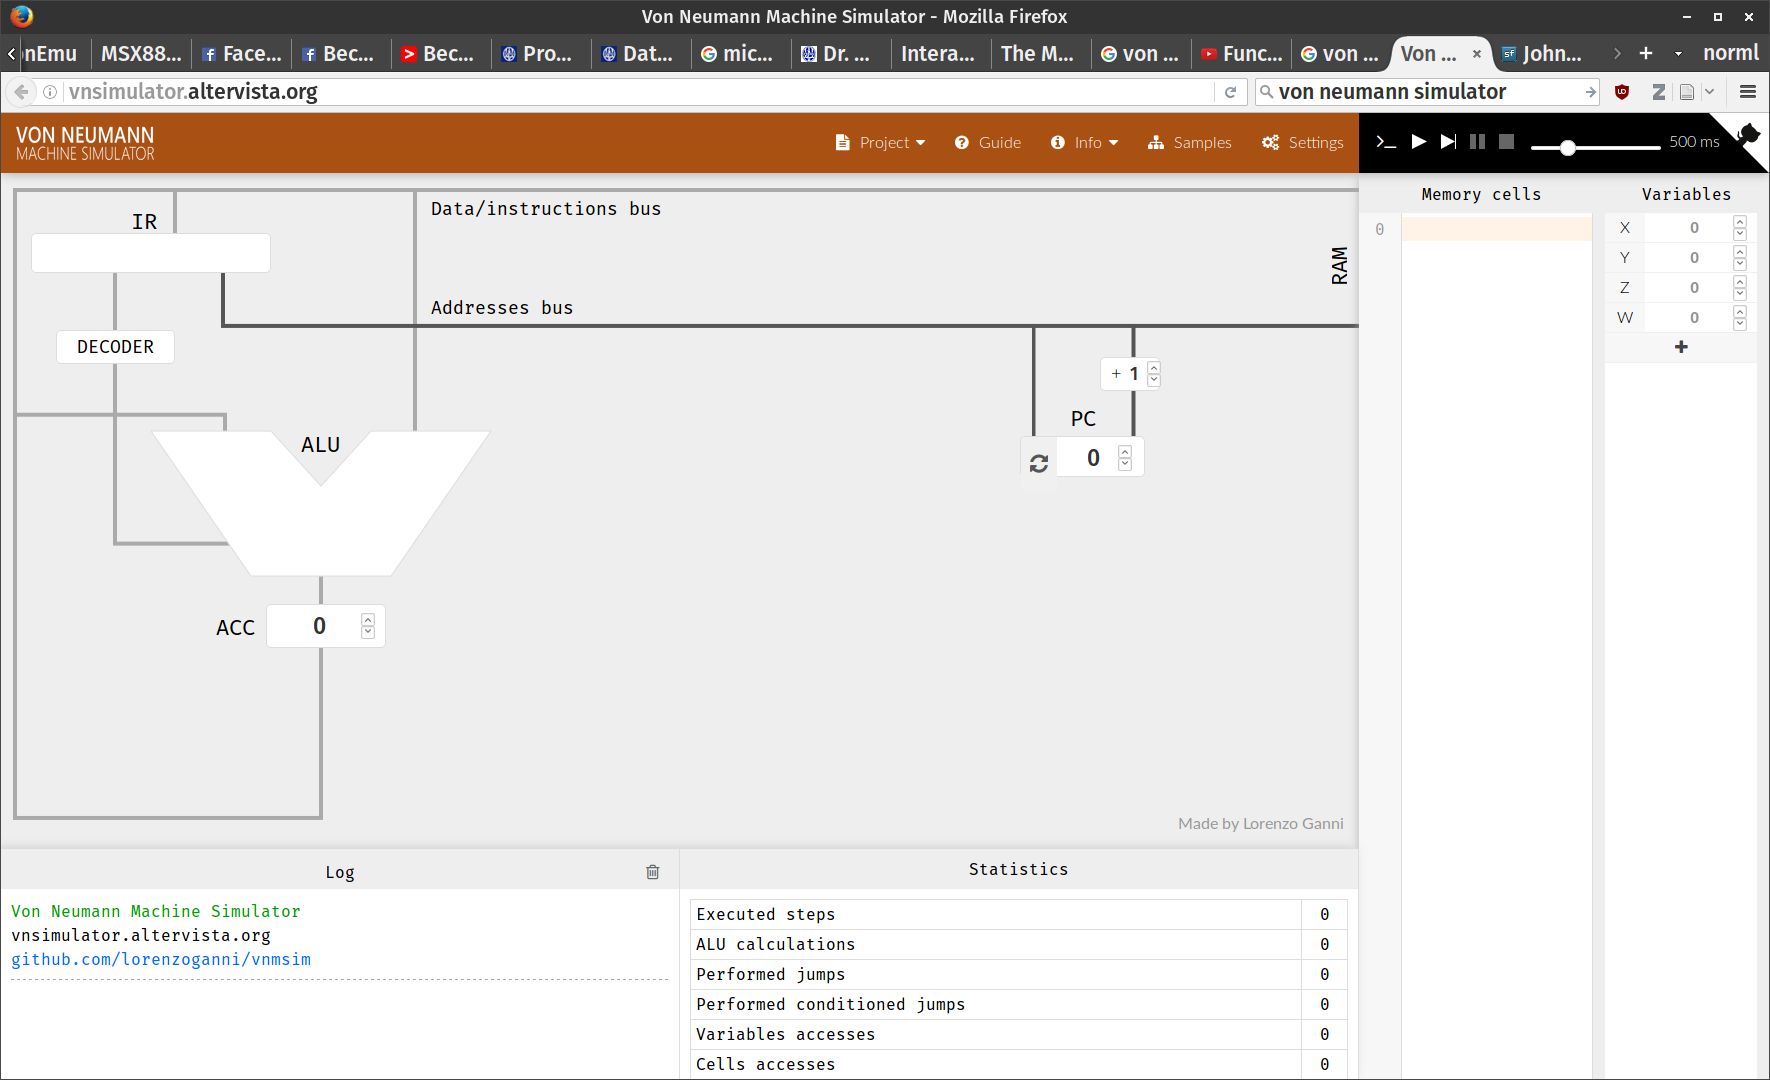 Von Neumann Machine Simulator - Mozilla Firefox
onEmu MSX88... Face... Bec... Bec... Pro... Dat... mic... Dr. ... Intera... The M... von ... Func... von ... Von ... × John... + norml
vnsimulator.altervista.org von neumann simulator
VON NEUMANN
MACHINE SIMULATOR
Project Guide Info Samples Settings 500 ms
Memory cells Variables
IR
Data/instructions bus
0
X 0
Y 0
Z 0
W 0
+
RAM
Addresses bus
DECODER
+ 1
PC
0
ALU
ACC 0
Made by Lorenzo Ganni
Log
Von Neumann Machine Simulator
vnsimulator.altervista.org
github.com/lorenzoganni/vnmsim
Statistics
Executed steps 0
ALU calculations 0
Performed jumps 0
Performed conditioned jumps 0
Variables accesses 0
Cells accesses 0